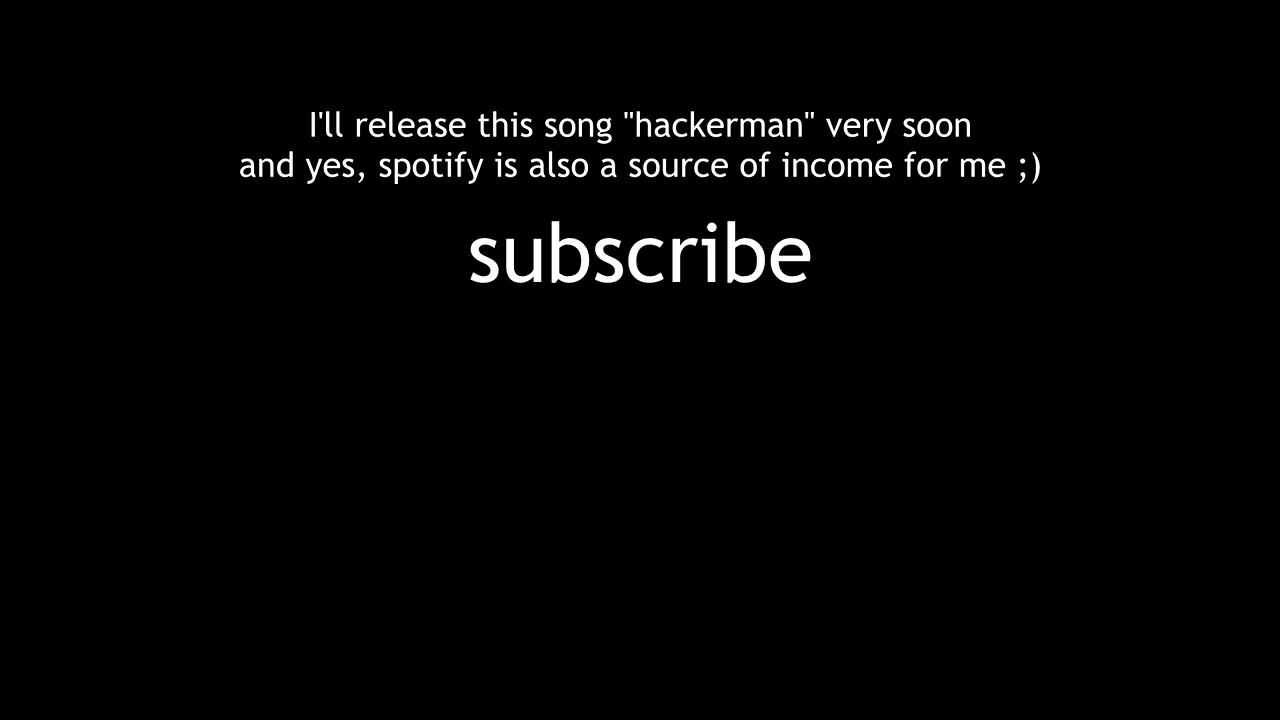 I'll release this song "hackerman" very soon
and yes, spotify is also a source of income for me ;)
subscribe